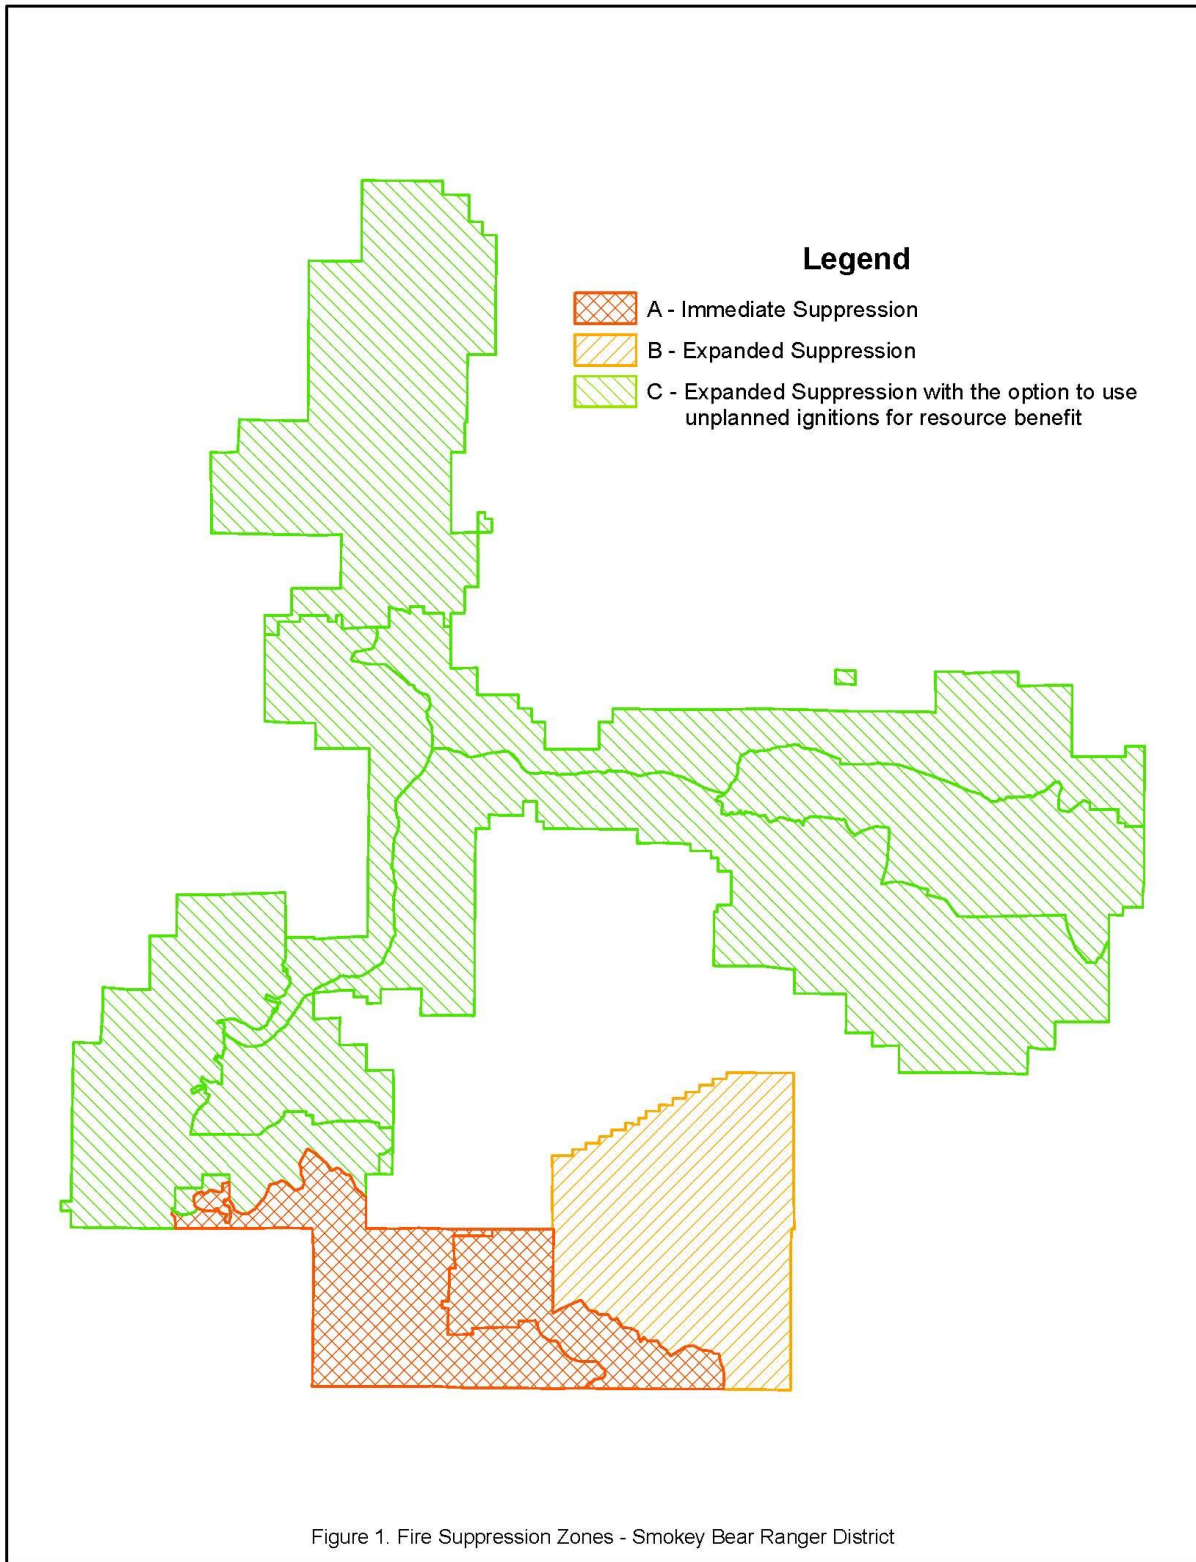 Legend
A - Immediate Suppression
B - Expanded Suppression
C - Expanded Suppression with the option to use
unplanned ignitions for resource benefit
Figure 1. Fire Suppression Zones - Smokey Bear Ranger District